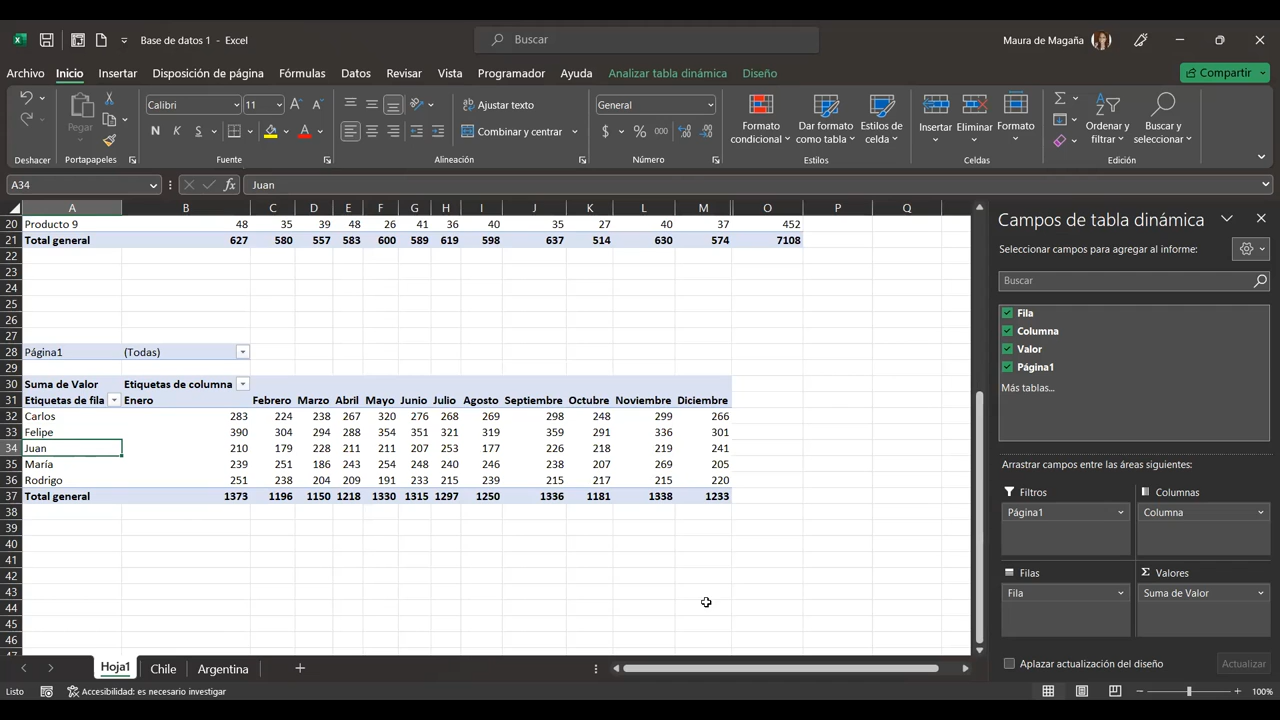 Base de datos 1 - Excel
Buscar
Maura de Magaña
Archivo Inicio Insertar Disposición de página Fórmulas Datos Revisar Vista Programador Ayuda Analizar tabla dinámica Diseño Compartir
Pegar
Calibri 11
N K S
Ajustar texto
Combinar y centrar
General
$ % 000
Formato condicional
Dar formato como tabla
Estilos de celda
Insertar Eliminar Formato
Ordenar y filtrar
Buscar y seleccionar
Deshacer Portapapeles Fuente Alineación Número Estilos Celdas Edición
A34 fx Juan
A B C D E F G H I J K L M O P Q
20 Producto 9 48 35 39 48 26 41 36 40 35 27 40 37 452
21 Total general 627 580 557 583 600 589 619 598 637 514 630 574 7108
22
23
24
25
26
27
28 Página1 (Todas)
29
30 Suma de Valor Etiquetas de columna
31 Etiquetas de fila Enero Febrero Marzo Abril Mayo Junio Julio Agosto Septiembre Octubre Noviembre Diciembre
32 Carlos 283 224 238 267 320 276 268 269 298 248 299 266
33 Felipe 390 304 294 288 354 351 321 319 359 291 336 301
34 Juan 210 179 228 211 211 207 253 177 226 218 219 241
35 María 239 251 186 243 254 248 240 246 238 207 269 205
36 Rodrigo 251 238 204 209 191 233 215 239 215 217 215 220
37 Total general 1373 1196 1150 1218 1330 1315 1297 1250 1336 1181 1338 1233
38
39
40
41
42
43
44
45
46
Hoja1 Chile Argentina
Listo Accesibilidad: es necesario investigar
100%
Campos de tabla dinámica
Seleccionar campos para agregar al informe:
Buscar
Fila
Columna
Valor
Página1
Más tablas...
Arrastrar campos entre las áreas siguientes:
Filtros Columnas
Página1 Columna
Filas Σ Valores
Fila Suma de Valor
Aplazar actualización del diseño Actualizar